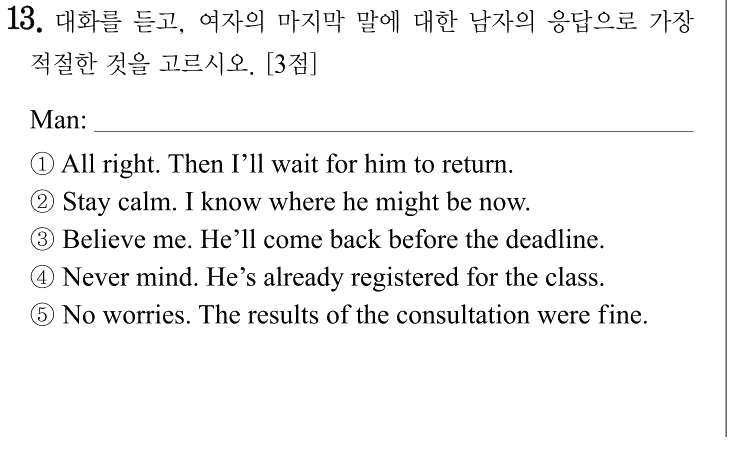 13. 대화를 듣고, 여자의 마지막 말에 대한 남자의 응답으로 가장
적절한 것을 고르시오. [3점]
Man:
① All right. Then I’ll wait for him to return.
② Stay calm. I know where he might be now.
③ Believe me. He’ll come back before the deadline.
④ Never mind. He’s already registered for the class.
⑤ No worries. The results of the consultation were fine.